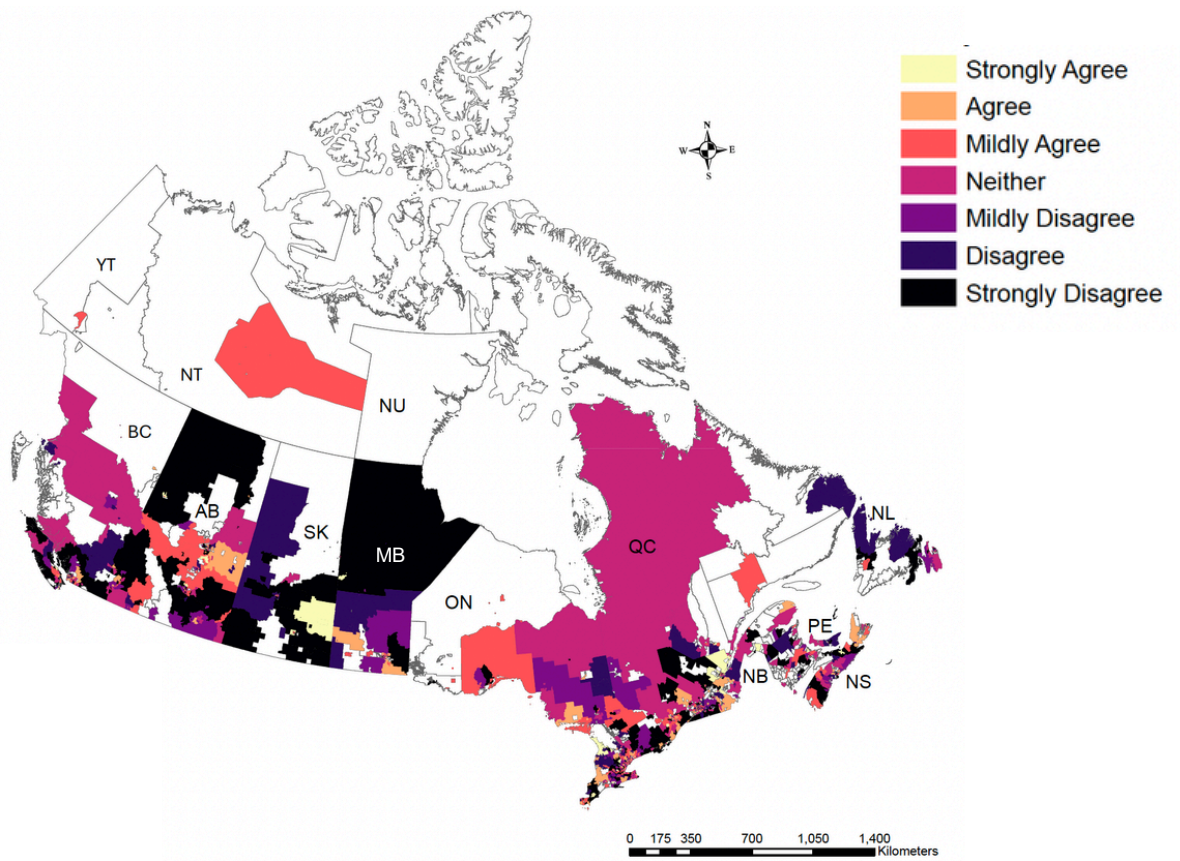 Strongly Agree
Agree
Mildly Agree
Neither
Mildly Disagree
Disagree
Strongly Disagree
N
W E
S
YT
NT
NU
BC
AB
SK
MB
ON
QC
NL
PE
NB
NS
0 175 350 700 1,050 1,400
Kilometers